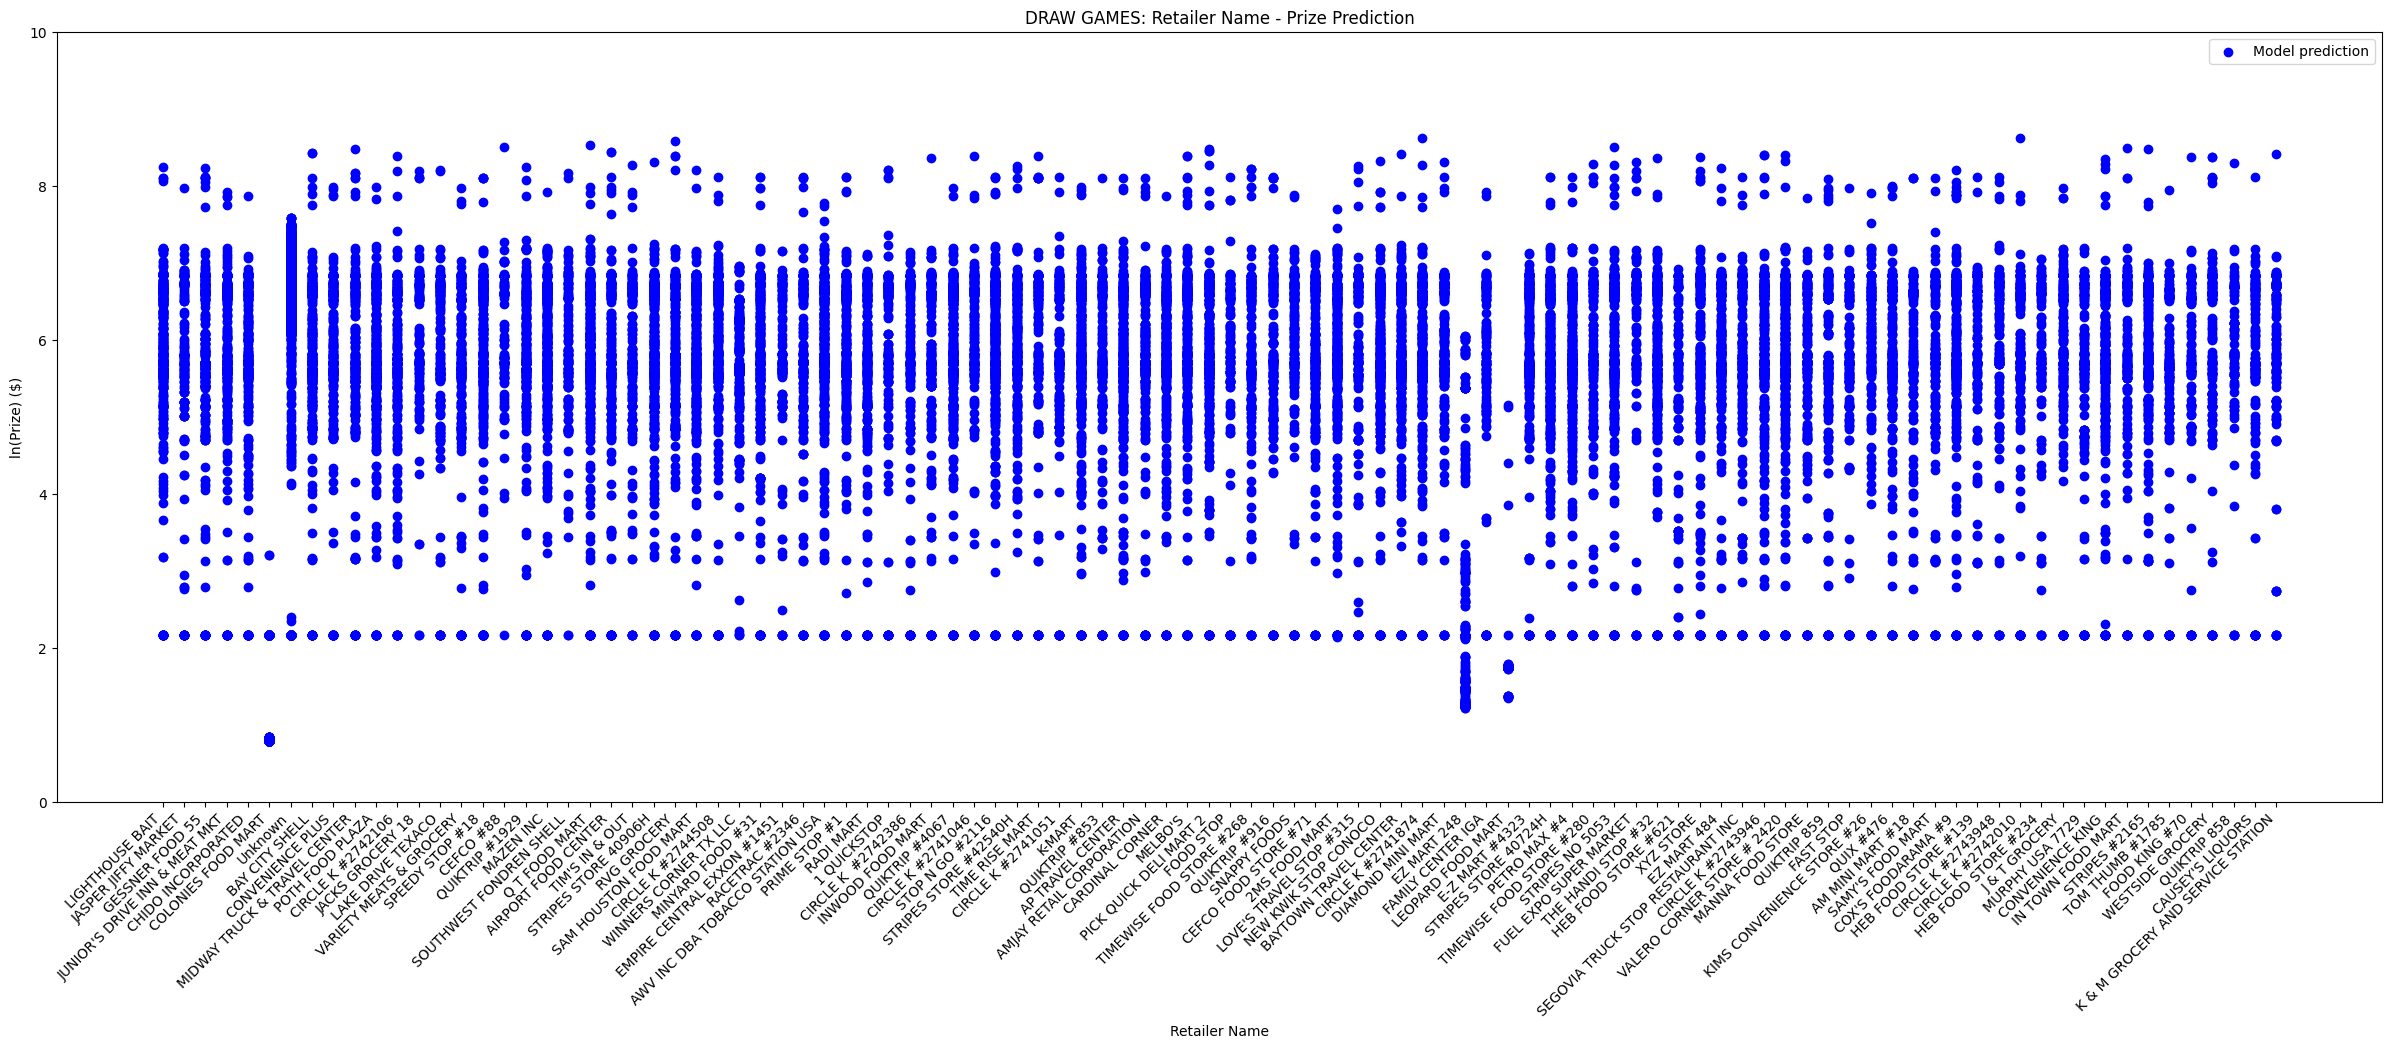 DRAW GAMES: Retailer Name - Prize Prediction
Model prediction
ln(Prize) ($)
10
8
6
4
2
0
LIGHTHOUSE BAIT
JASPER JIFFY MARKET
GESSNER FOOD 55
JUNIOR'S DRIVE INN & MEAT MKT
CHIDO INCORPORATED
COLONIES FOOD MART
Unknown
BAY CITY SHELL
CONVENIENCE PLUS
MIDWAY TRUCK & TRAVEL CENTER
POTH FOOD PLAZA
CIRCLE K #2742106
JACKS GROCERY 18
LAKE DRIVE TEXACO
VARIETY MEATS & GROCERY
SPEEDY STOP #18
CEFCO #88
QUIKTRIP #1929
MAZEN INC
SOUTHWEST FONDREN SHELL
Q T FOOD MART
AIRPORT FOOD CENTER
TIM'S IN & OUT
STRIPES STORE 40906H
RVG GROCERY
SAM HOUSTON FOOD MART
CIRCLE K #2744508
WINNERS CORNER TX LLC
MINYARD FOOD #31
EMPIRE CENTRAL EXXON #1451
RACETRAC #2346
AWV INC DBA TOBACCO STATION USA
PRIME STOP #1
RADJ MART
1 QUICKSTOP
CIRCLE K #2742386
INWOOD FOOD MART
QUIKTRIP #4067
CIRCLE K #2741046
STOP N GO #2116
STRIPES STORE #42540H
TIME RISE MART
CIRCLE K #2741051
K-MART
QUIKTRIP #853
AP TRAVEL CENTER
AMJAY RETAIL CORPORATION
CARDINAL CORNER
MELBO'S
PICK QUICK DELI MART 2
FOOD STOP
TIMEWISE FOOD STORE #268
QUIKTRIP #916
SNAPPY FOODS
CEFCO FOOD STORE #71
2MS FOOD MART
LOVE'S TRAVEL STOP #315
NEW KWIK STOP CONOCO
BAYTOWN TRAVEL CENTER
CIRCLE K #2741874
DIAMOND MINI MART
EZ MART 248
FAMILY CENTER IGA
LEOPARD FOOD MART
E-Z MART #4323
STRIPES STORE 40724H
PETRO MAX #4
TIMEWISE FOOD STORE #280
STRIPES NO 5053
FUEL EXPO SUPER MARKET
THE HANDI STOP #32
HEB FOOD STORE #621
XYZ STORE
EZ MART 484
SEGOVIA TRUCK STOP RESTAURANT INC
CIRCLE K #2743946
VALERO CORNER STORE # 2420
MANNA FOOD STORE
QUIKTRIP 859
FAST STOP
KIMS CONVENIENCE STORE #26
QUIX #476
AM MINI MART #18
SAMY'S FOOD MART
COX'S FOODARAMA #9
HEB FOOD STORE #139
CIRCLE K #2743948
CIRCLE K #2742010
HEB FOOD STORE #234
J & T GROCERY
MURPHY USA 7729
CONVENIENCE KING
IN TOWN FOOD MART
STRIPES #2165
TOM THUMB #1785
FOOD KING #70
WESTSIDE GROCERY
QUIKTRIP 858
CAUSEY'S LIQUORS
K & M GROCERY AND SERVICE STATION
Retailer Name